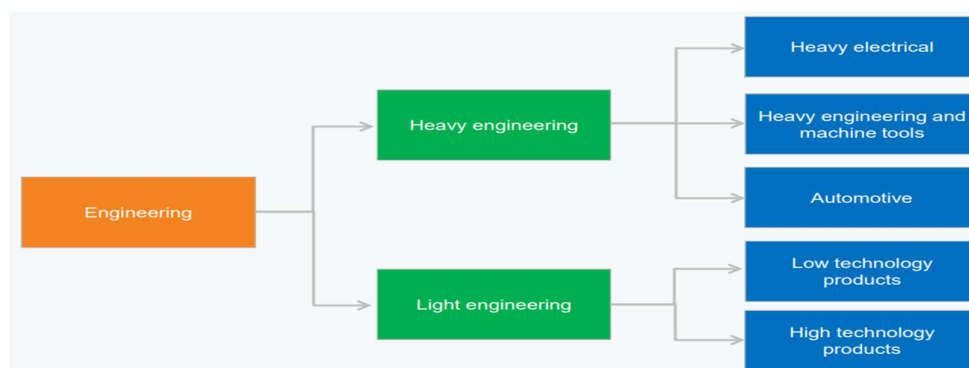 Engineering
Heavy engineering
Light engineering
Heavy electrical
Heavy engineering and
machine tools
Automotive
Low technology
products
High technology
products